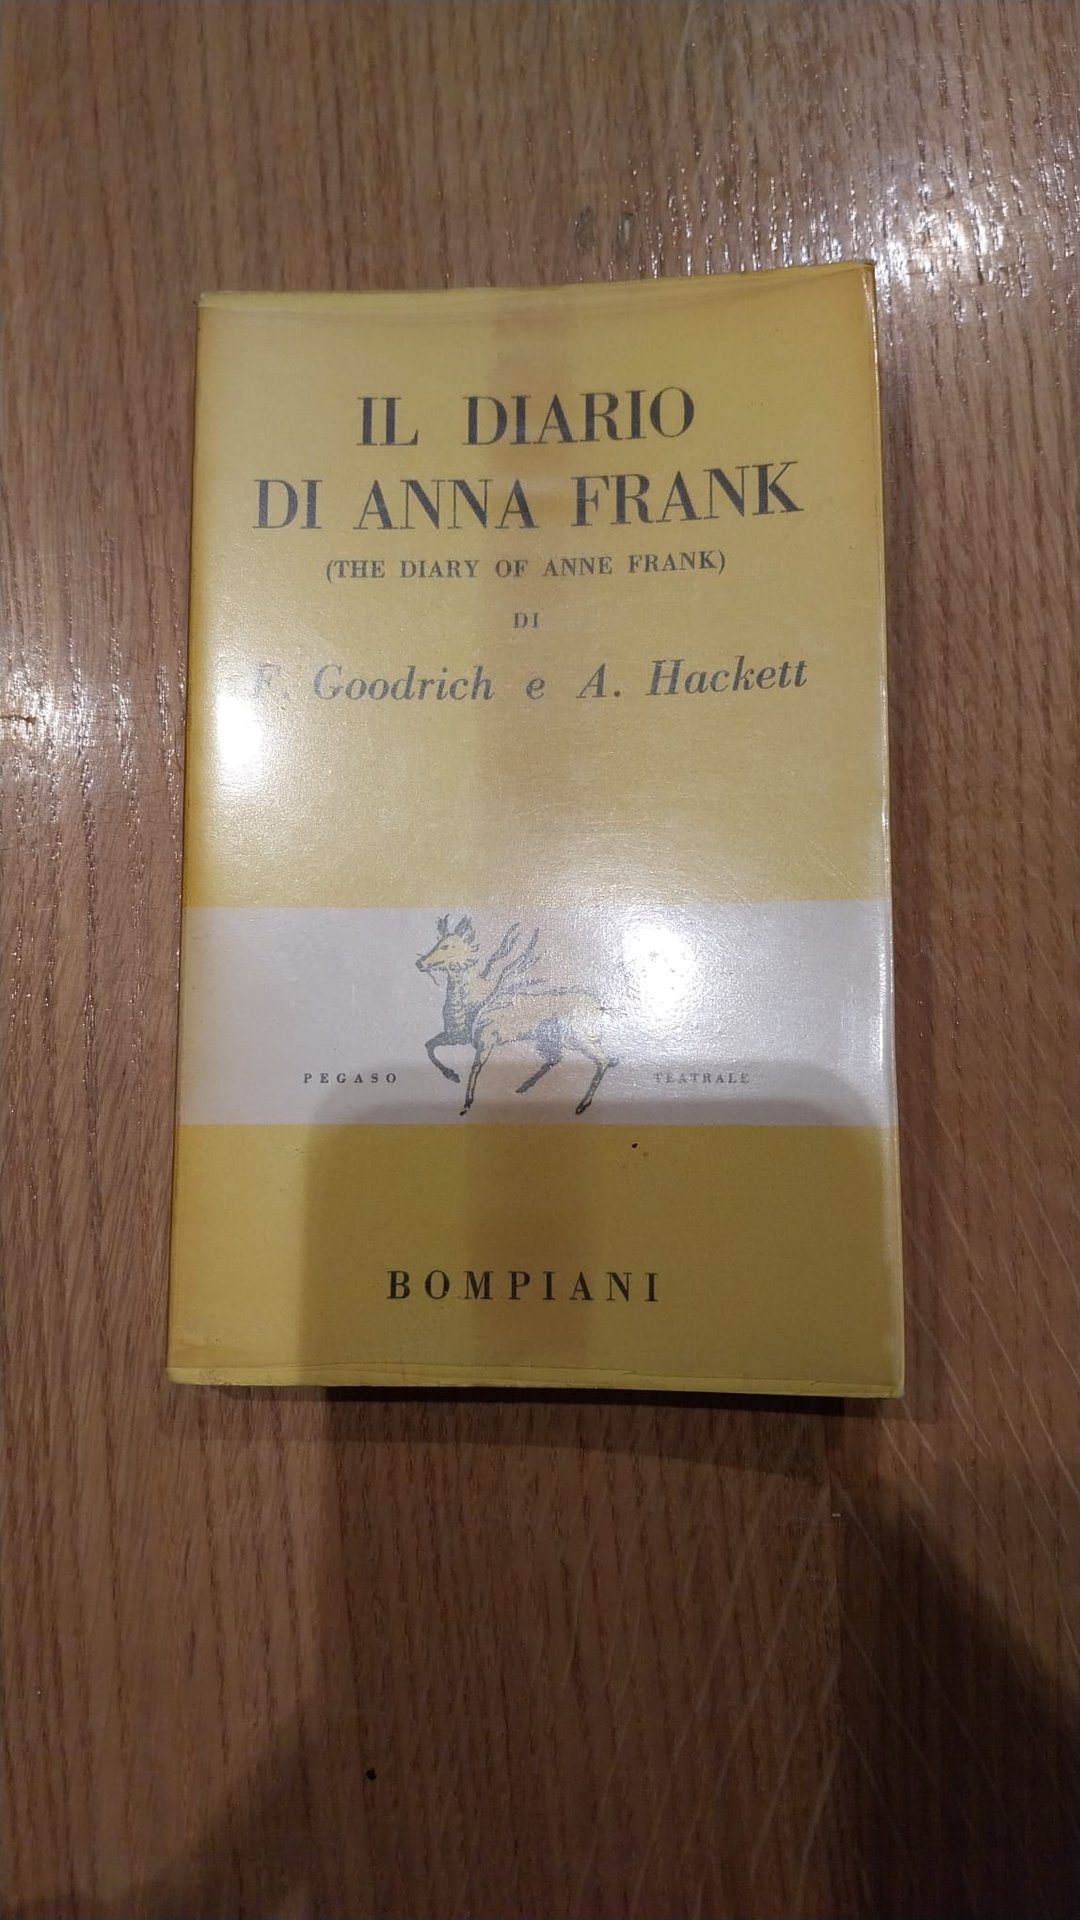 IL DIARIO
DI ANNA FRANK
(THE DIARY OF ANNE FRANK)
DI
F. Goodrich e A. Hackett
PEGASO TEATRALE
BOMPIANI